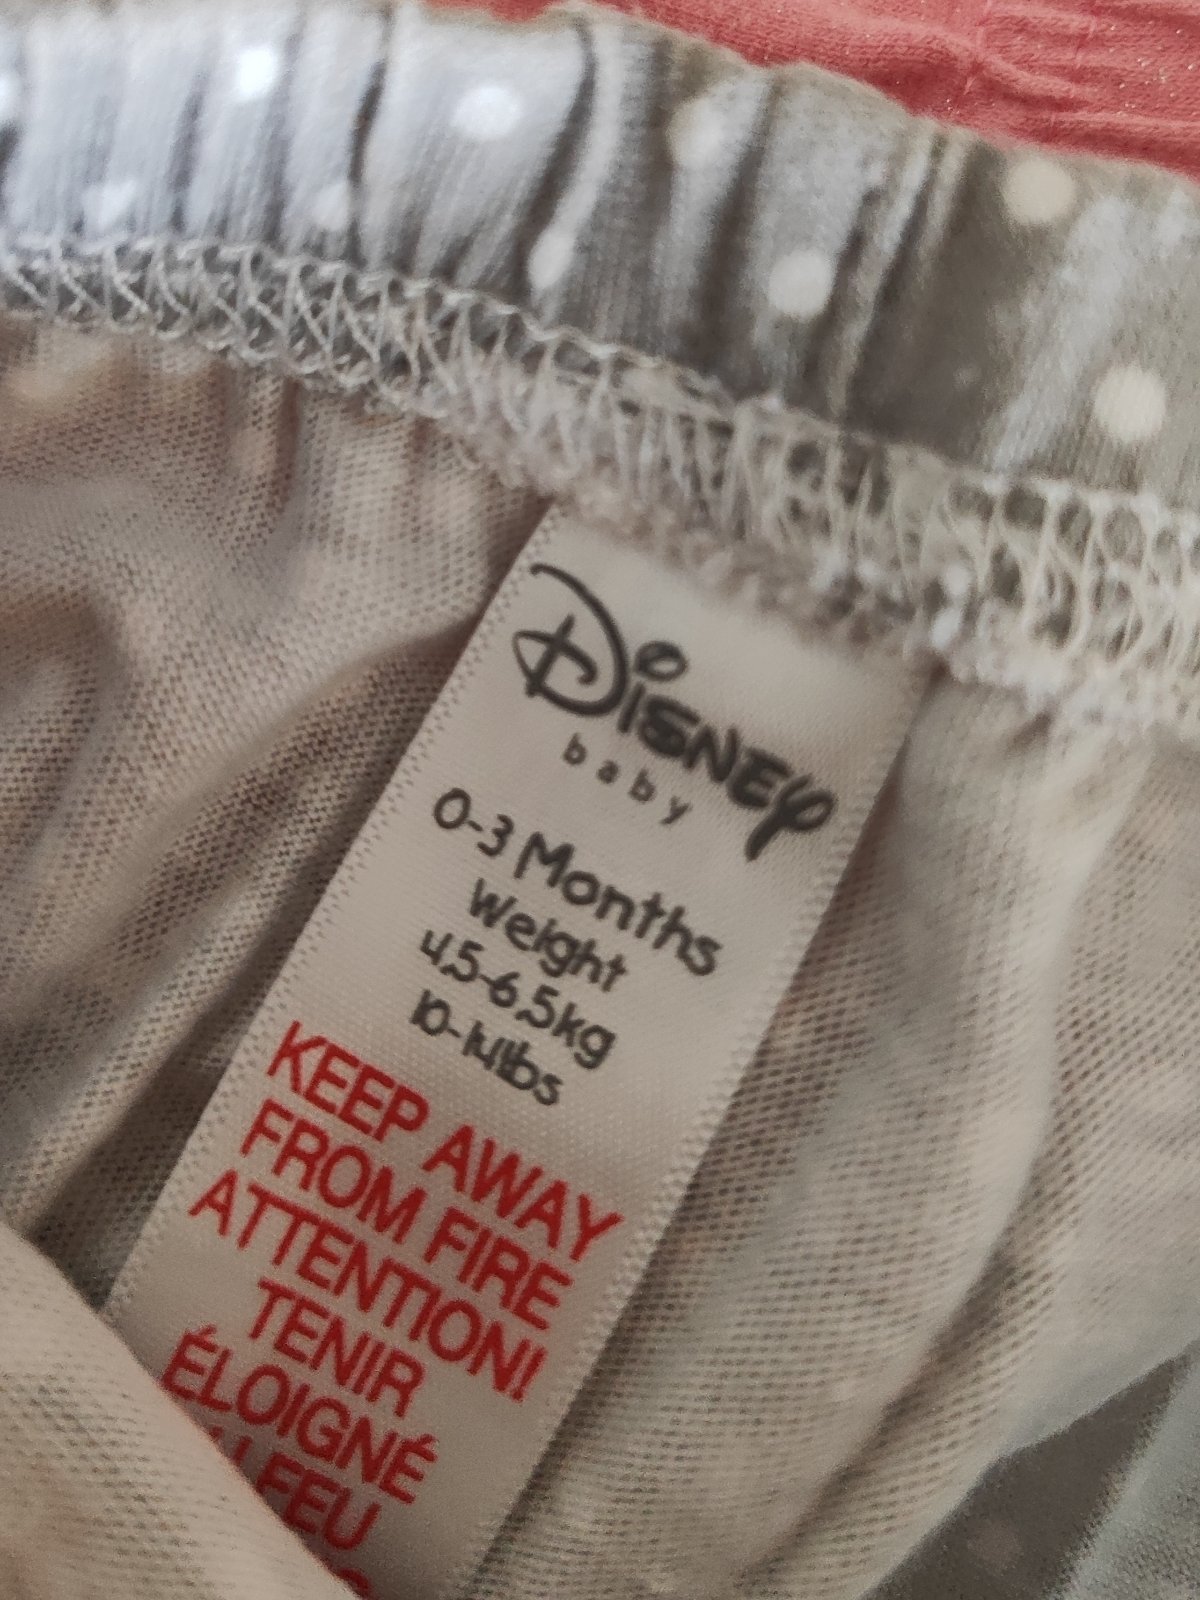 Disney
baby
0-3 Months
Weight
4.5-6.5kg
10-14lbs
KEEP AWAY
FROM FIRE
ATTENTION!
TENIR
ÉLOIGNÉ
FEU